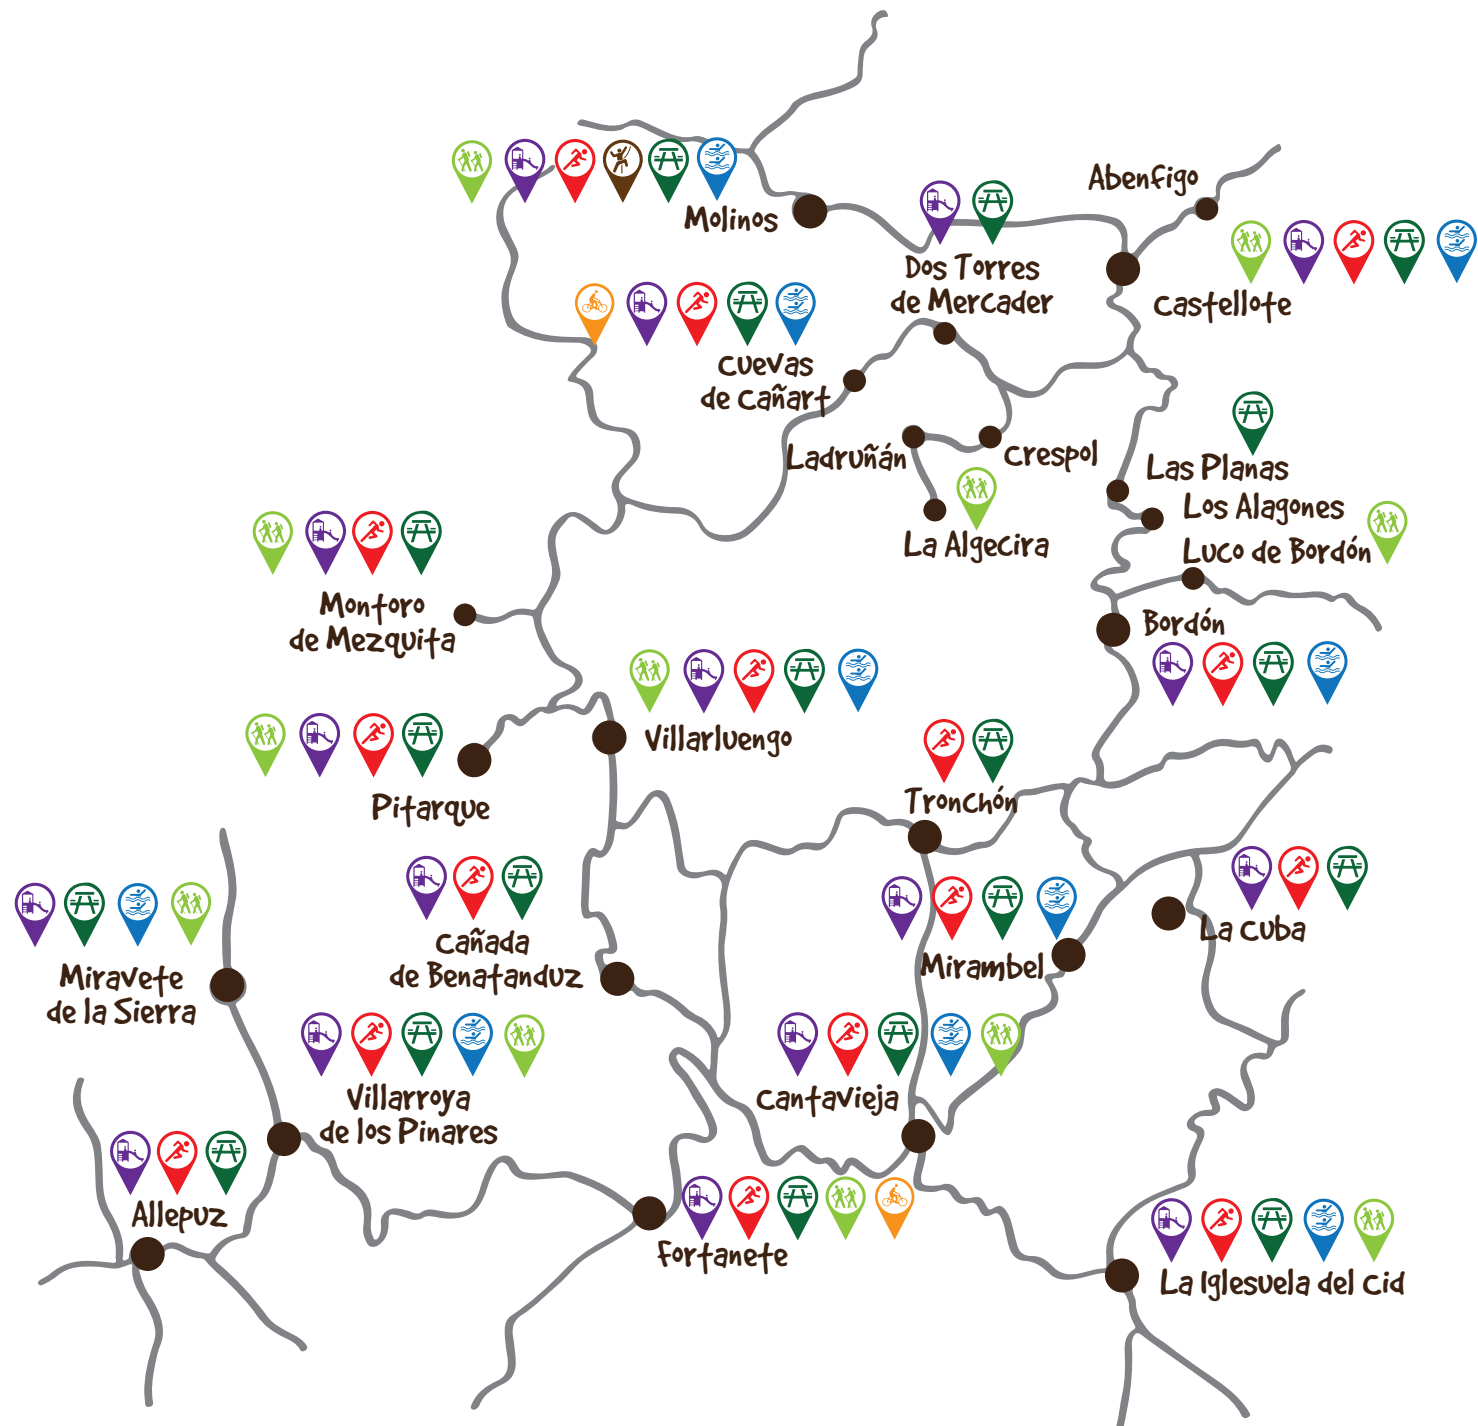 Abenfigo
Molinos
Dos Torres
de Mercader
Castellote
Cuevas
de Cañart
Ladruñán
Crespol
Las Planas
Los Alagones
La Algecira
Luco de Bordón
Montoro
de Mezquita
Bordón
Villarluengo
Pitarque
Tronchón
Cañada
de Benatanduz
La Cuba
Mirambel
Miravete
de la Sierra
Villarroya
de los Pinares
Cantavieja
Allepuz
Fortanete
La Iglesuela del Cid